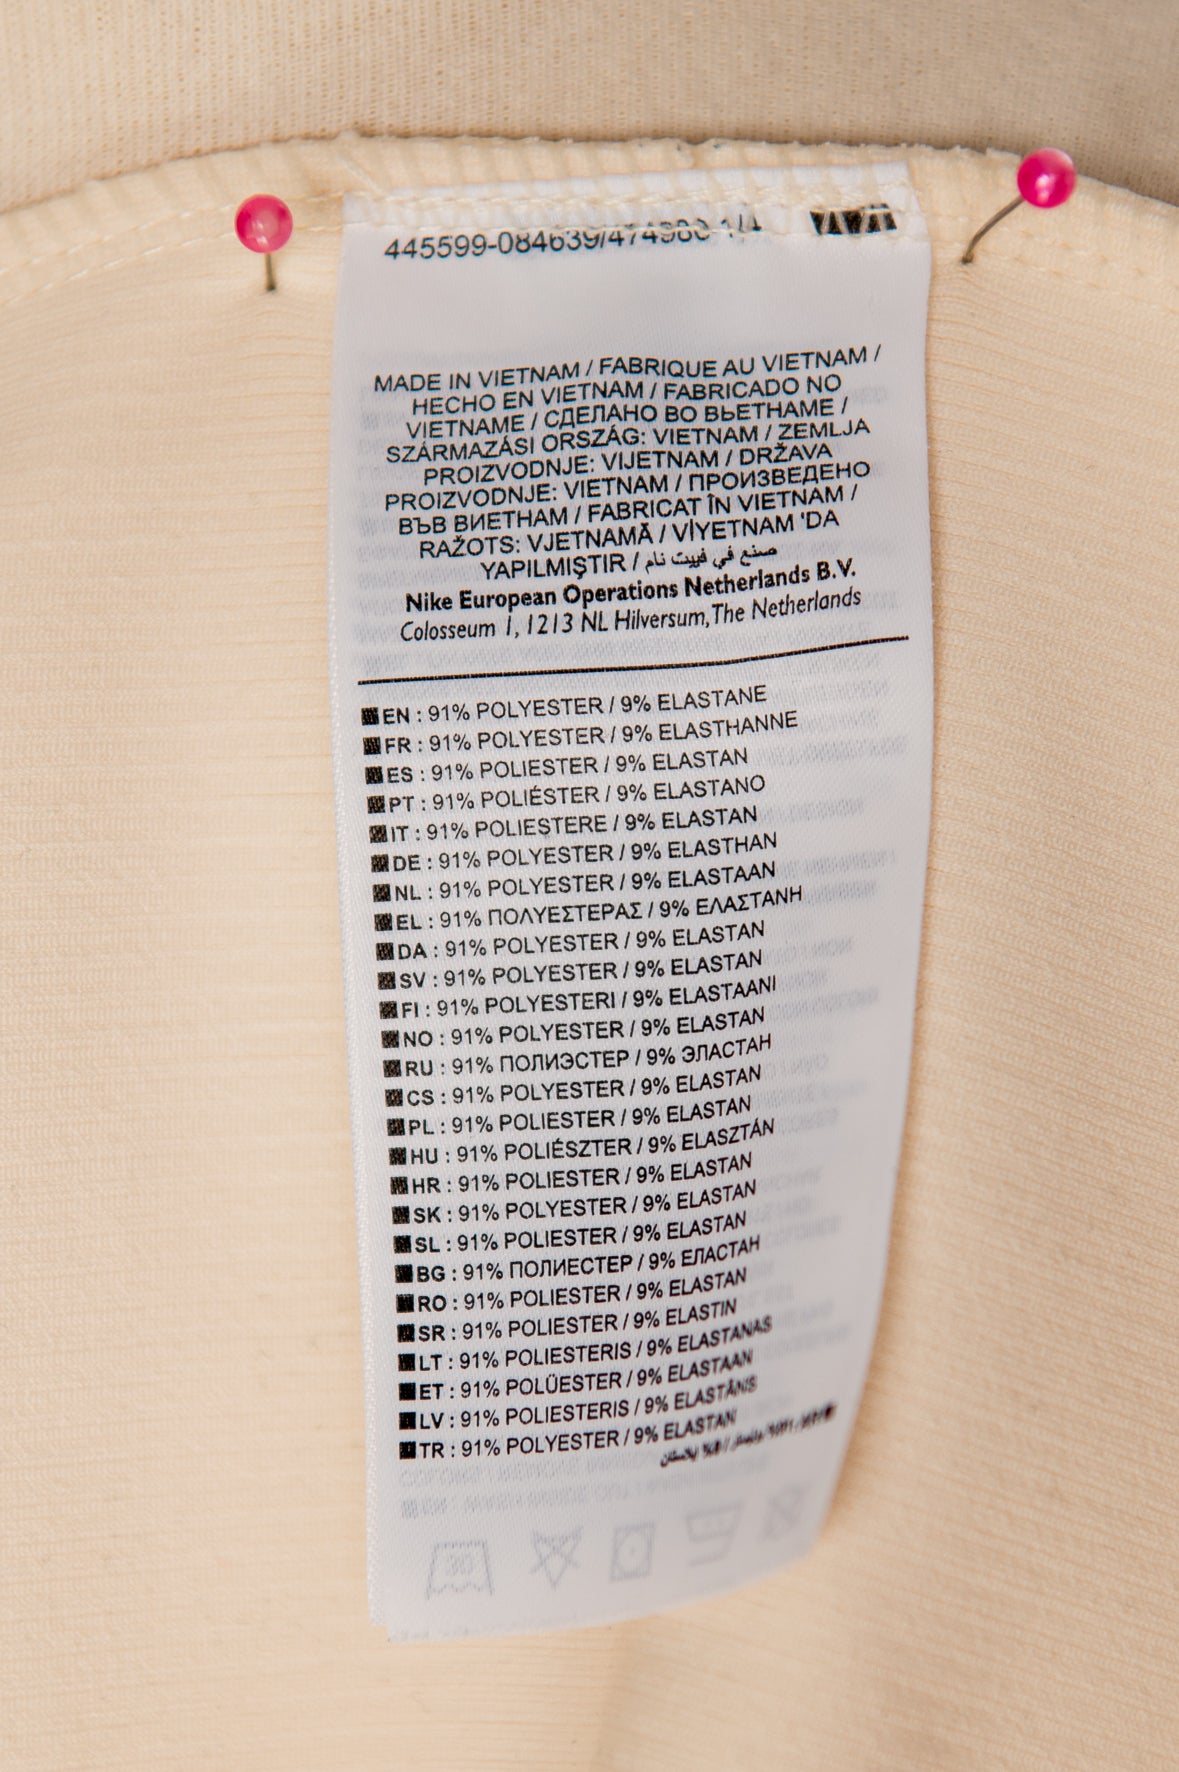 445599-084639/474980 1/4
MADE IN VIETNAM / FABRIQUE AU VIETNAM /
HECHO EN VIETNAM / FABRICADO NO
VIETNAME / СДЕЛАНО ВО ВЬЕТНАМЕ /
SZÁRMAZÁSI ORSZÁG: VIETNAM / ZEMLJA
PROIZVODNJE: VIJETNAM / DRŽAVA
PROIZVODNJE: VIETNAM / ПРОИЗВЕДЕНО
ВЪВ ВИЕТНАМ / FABRICAT ÎN VIETNAM /
RAŽOTS: VJETNAMĀ / VİYETNAM 'DA
YAPILMIŞTIR / صنع في فييت نام
Nike European Operations Netherlands B.V.
Colosseum 1, 1213 NL Hilversum, The Netherlands
EN : 91% POLYESTER / 9% ELASTANE
FR : 91% POLYESTER / 9% ELASTHANNE
ES : 91% POLIESTER / 9% ELASTAN
PT : 91% POLIÉSTER / 9% ELASTANO
IT : 91% POLIESTERE / 9% ELASTAN
DE : 91% POLYESTER / 9% ELASTHAN
NL : 91% POLYESTER / 9% ELASTAAN
EL : 91% ΠΟΛΥΕΣΤΕΡΑΣ / 9% ΕΛΑΣΤΑΝΗ
DA : 91% POLYESTER / 9% ELASTAN
SV : 91% POLYESTER / 9% ELASTAN
FI : 91% POLYESTERI / 9% ELASTAANI
NO : 91% POLYESTER / 9% ELASTAN
RU : 91% ПОЛИЭСТЕР / 9% ЭЛАСТАН
CS : 91% POLYESTER / 9% ELASTAN
PL : 91% POLIESTER / 9% ELASTAN
HU : 91% POLIÉSZTER / 9% ELASZTÁN
HR : 91% POLIESTER / 9% ELASTAN
SK : 91% POLYESTER / 9% ELASTAN
SL : 91% POLIESTER / 9% ELASTAN
BG : 91% ПОЛИЕСТЕР / 9% ЕЛАСТАН
RO : 91% POLIESTER / 9% ELASTAN
SR : 91% POLIESTER / 9% ELASTIN
LT : 91% POLIESTERIS / 9% ELASTANAS
ET : 91% POLÜESTER / 9% ELASTAAN
LV : 91% POLIESTERIS / 9% ELASTĀNS
TR : 91% POLYESTER / 9% ELASTAN
30